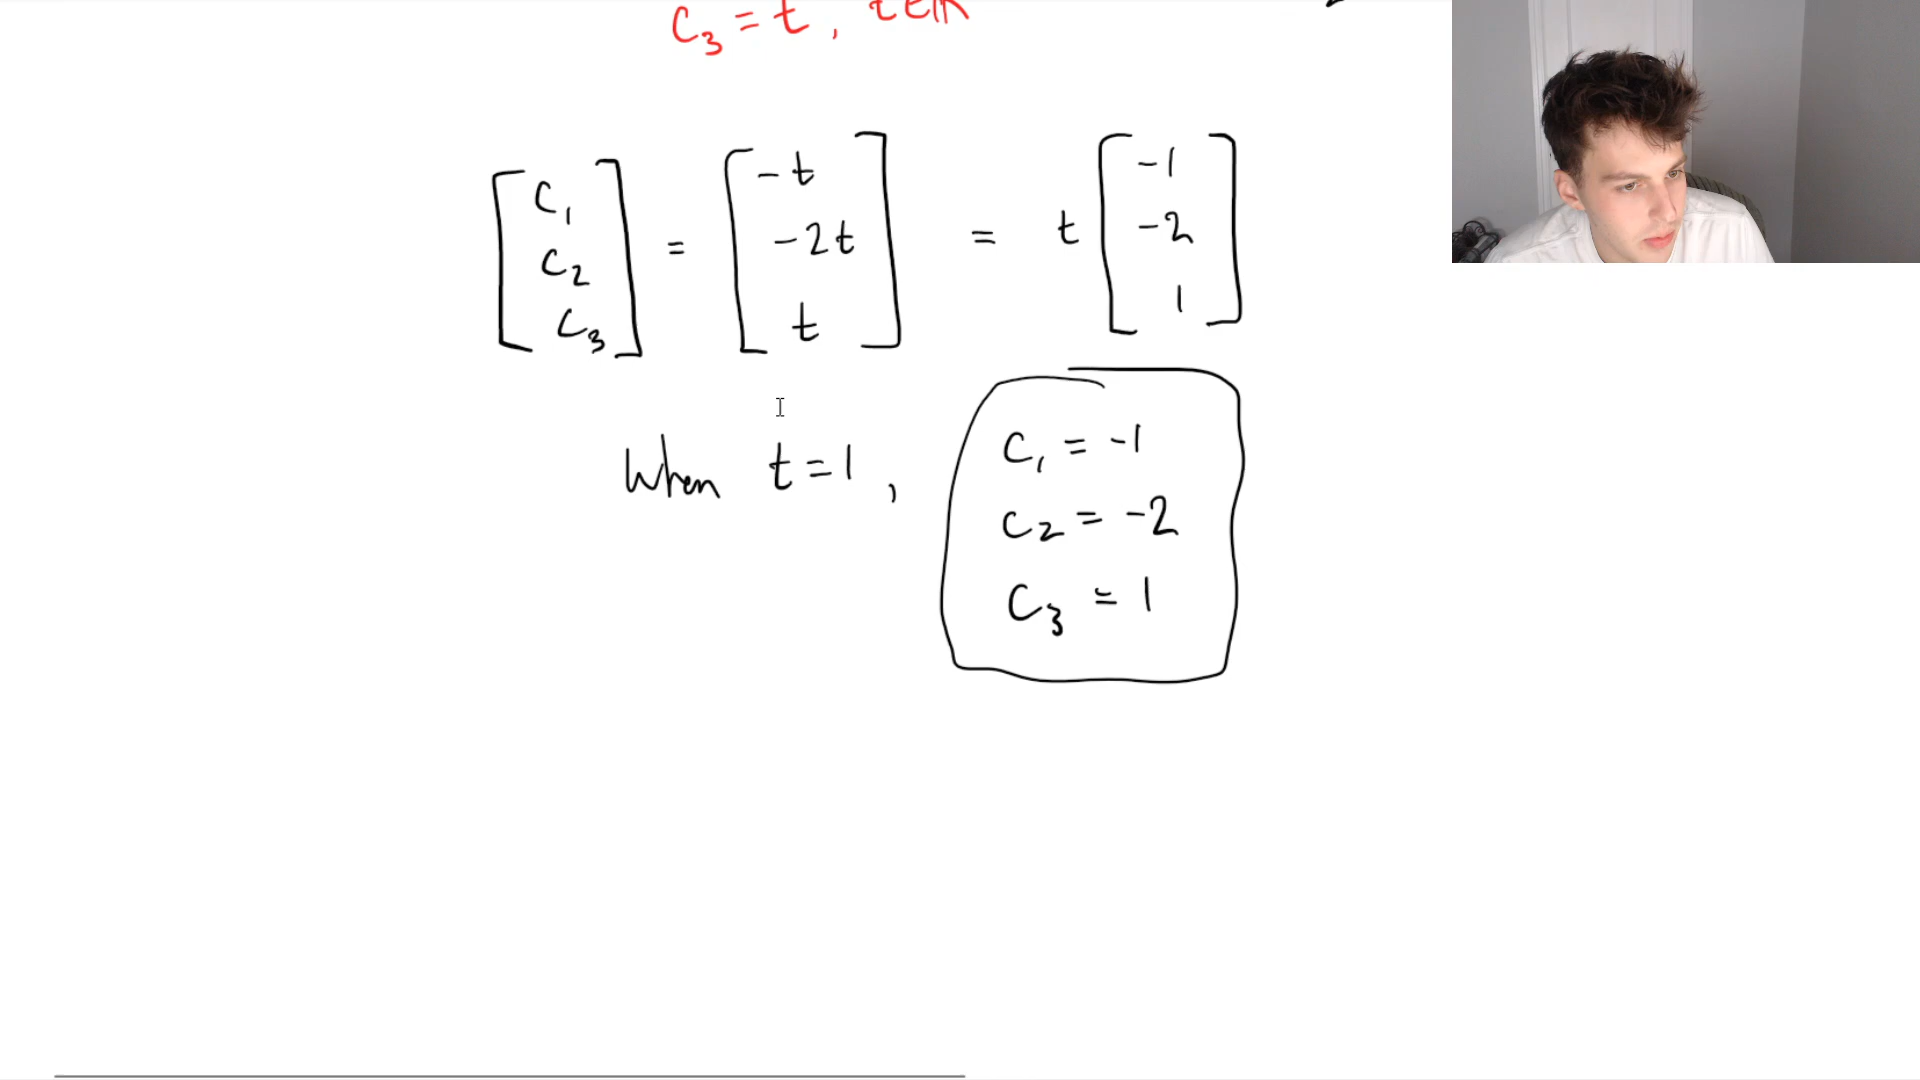 C₃ = t, t∈ℝ
[C₁ C₂ C₃] = [-t -2t t] = t [-1 -2 1]
When t=1, C₁ = -1
C₂ = -2
C₃ = 1